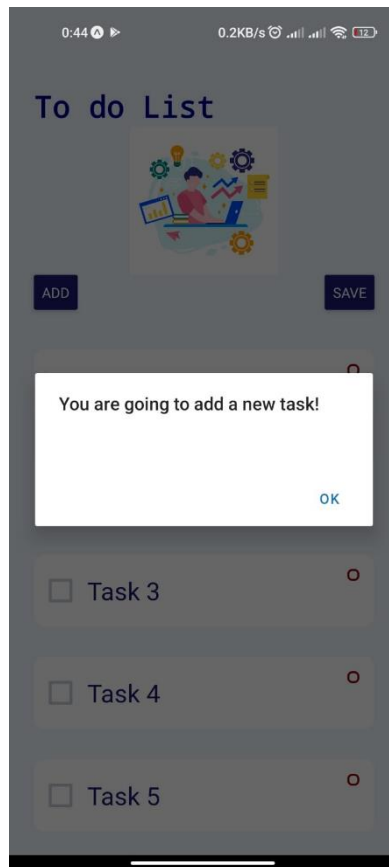 0:44 0.2KB/s 12
To do List
ADD SAVE
You are going to add a new task!
OK
Task 3
Task 4
Task 5